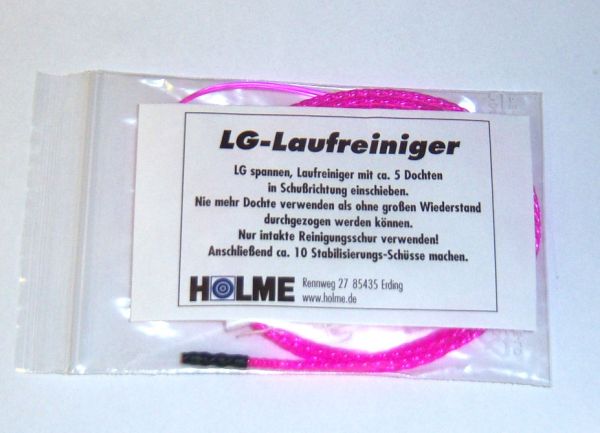 LG-Laufreiniger
LG spannen, Laufreiniger mit ca. 5 Dochten
in Schußrichtung einschieben.
Nie mehr Dochte verwenden als ohne großen Wiederstand
durchgezogen werden können.
Nur intakte Reinigungsschur verwenden!
Anschließend ca. 10 Stabilisierungs-Schüsse machen.
HOLME
Rennweg 27 85435 Erding
www.holme.de